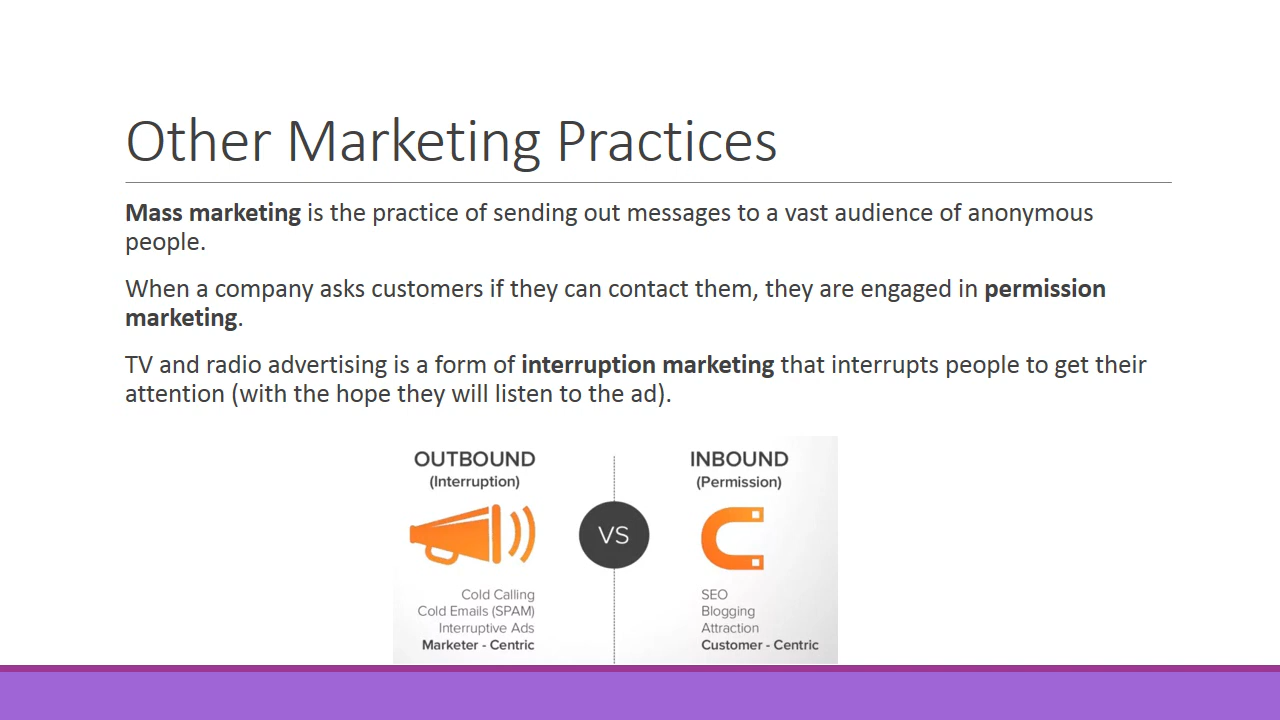 Other Marketing Practices
Mass marketing is the practice of sending out messages to a vast audience of anonymous
people.
When a company asks customers if they can contact them, they are engaged in permission
marketing.
TV and radio advertising is a form of interruption marketing that interrupts people to get their
attention (with the hope they will listen to the ad).
OUTBOUND
(Interruption)
Cold Calling
Cold Emails (SPAM)
Interruptive Ads
Marketer - Centric
VS
INBOUND
(Permission)
SEO
Blogging
Attraction
Customer - Centric